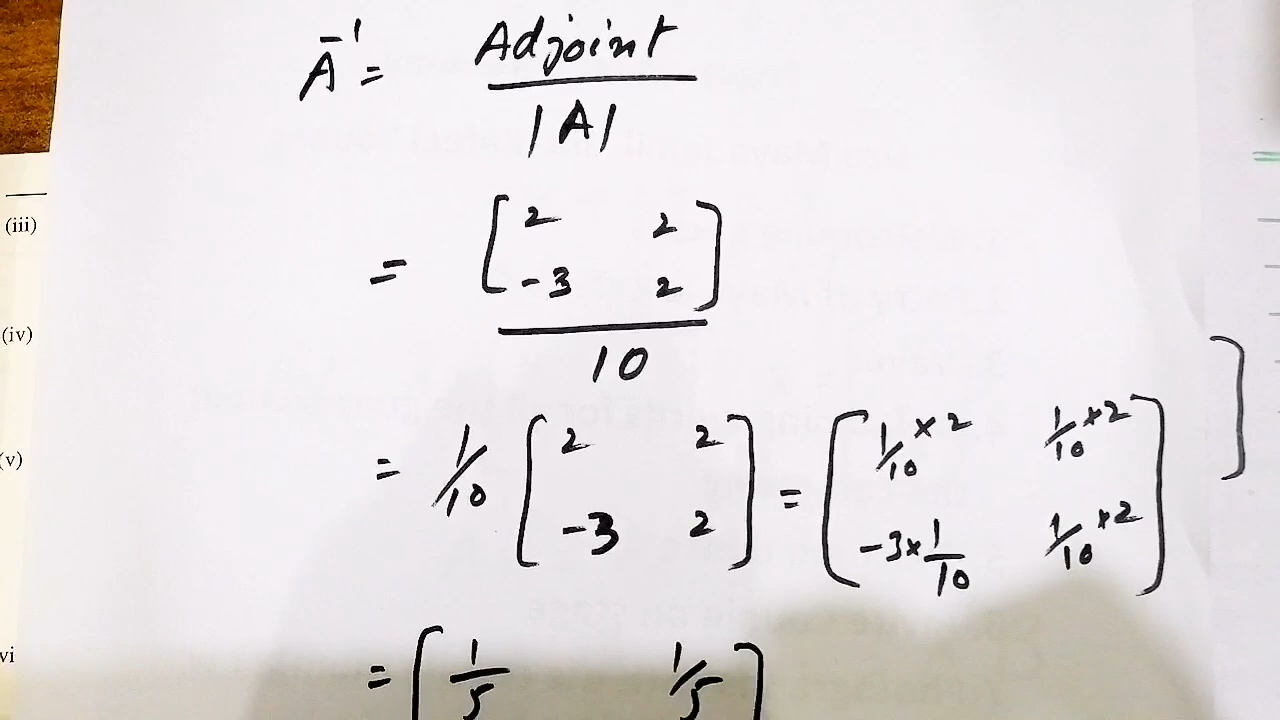 A⁻¹ = Adjoint / |A|
= [2 2; -3 2] / 10
= 1/10 [2 2; -3 2] = [1/10 × 2 1/10 × 2; -3 × 1/10 1/10 × 2]
= [1/5 1/5]
(iii)
(iv)
(v)
vi